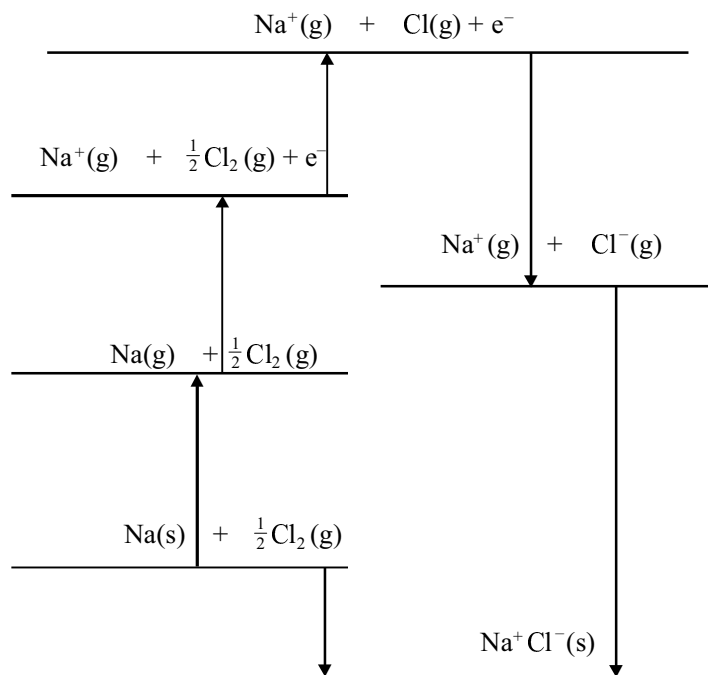 Na⁺(g) + Cl(g) + e⁻
Na⁺(g) + ½Cl₂(g) + e⁻
Na⁺(g) + Cl⁻(g)
Na(g) + ½Cl₂(g)
Na(s) + ½Cl₂(g)
Na⁺Cl⁻(s)